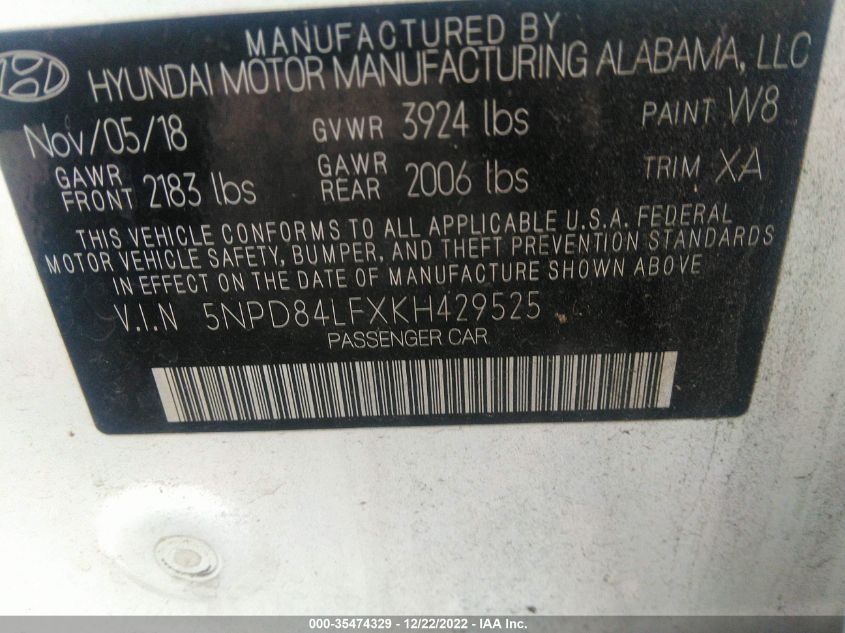 MANUFACTURED BY
HYUNDAI MOTOR MANUFACTURING ALABAMA, LLC
Nov/05/18 GVWR 3924 lbs PAINT W8
GAWR FRONT 2183 lbs GAWR REAR 2006 lbs TRIM XA
THIS VEHICLE CONFORMS TO ALL APPLICABLE U.S.A. FEDERAL
MOTOR VEHICLE SAFETY, BUMPER, AND THEFT PREVENTION STANDARDS
IN EFFECT ON THE DATE OF MANUFACTURE SHOWN ABOVE.
V.I.N 5NPD84LFXKH429525
PASSENGER CAR
000-35474329 - 12/22/2022 - IAA Inc.